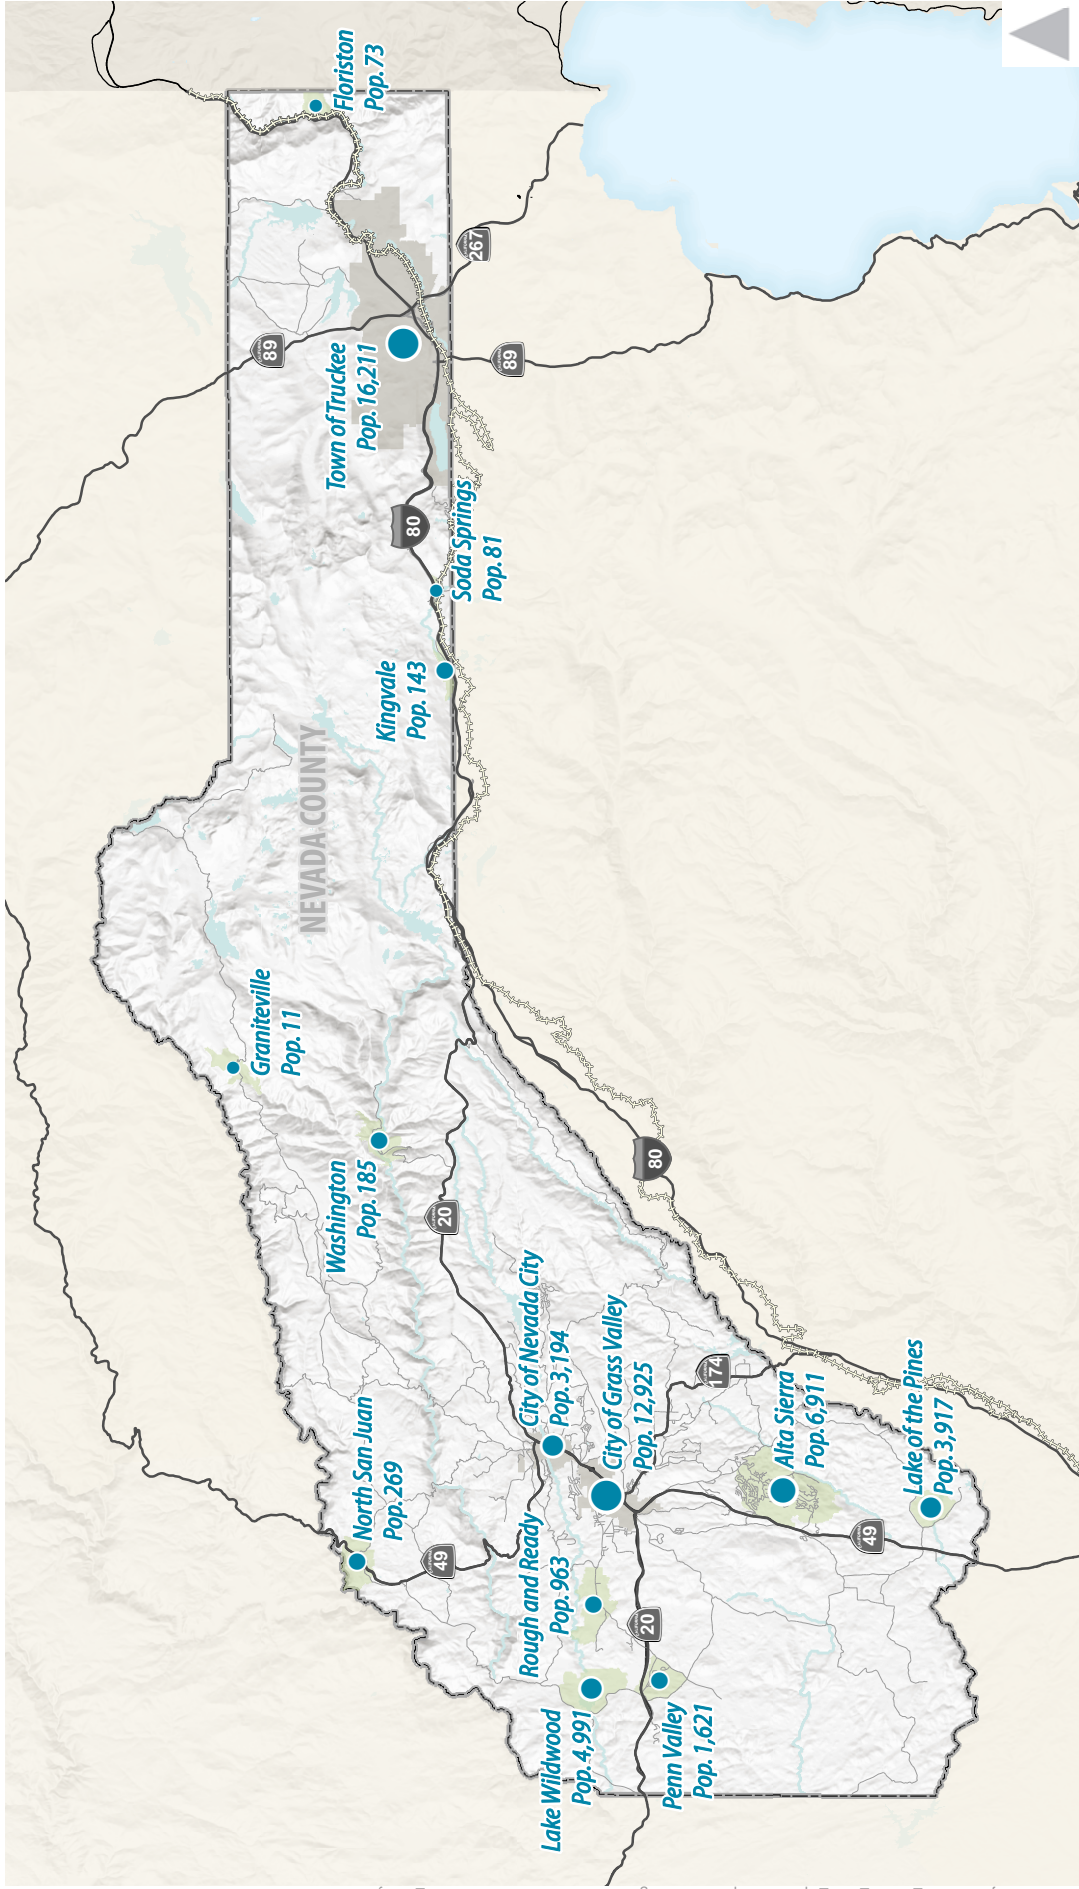 Floriston
Pop. 73
267
89
89
Town of Truckee
Pop. 16,211
80
Soda Springs
Pop. 81
Kingvale
Pop. 143
NEVADA COUNTY
Graniteville
Pop. 11
Washington
Pop. 185
20
80
City of Nevada City
Pop. 3,194
City of Grass Valley
Pop. 12,925
174
Alta Sierra
Pop. 6,911
Lake of the Pines
Pop. 3,917
North San Juan
Pop. 269
49
49
Rough and Ready
Pop. 963
20
Lake Wildwood
Pop. 4,991
Penn Valley
Pop. 1,621